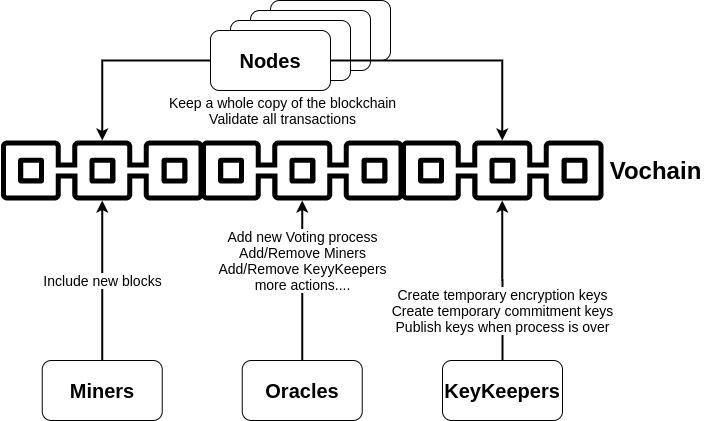 Nodes
Keep a whole copy of the blockchain
Validate all transactions
Vochain
Add new Voting process
Add/Remove Miners
Add/Remove KeyyKeepers
more actions....
Include new blocks
Create temporary encryption keys
Create temporary commitment keys
Publish keys when process is over
Miners
Oracles
KeyKeepers